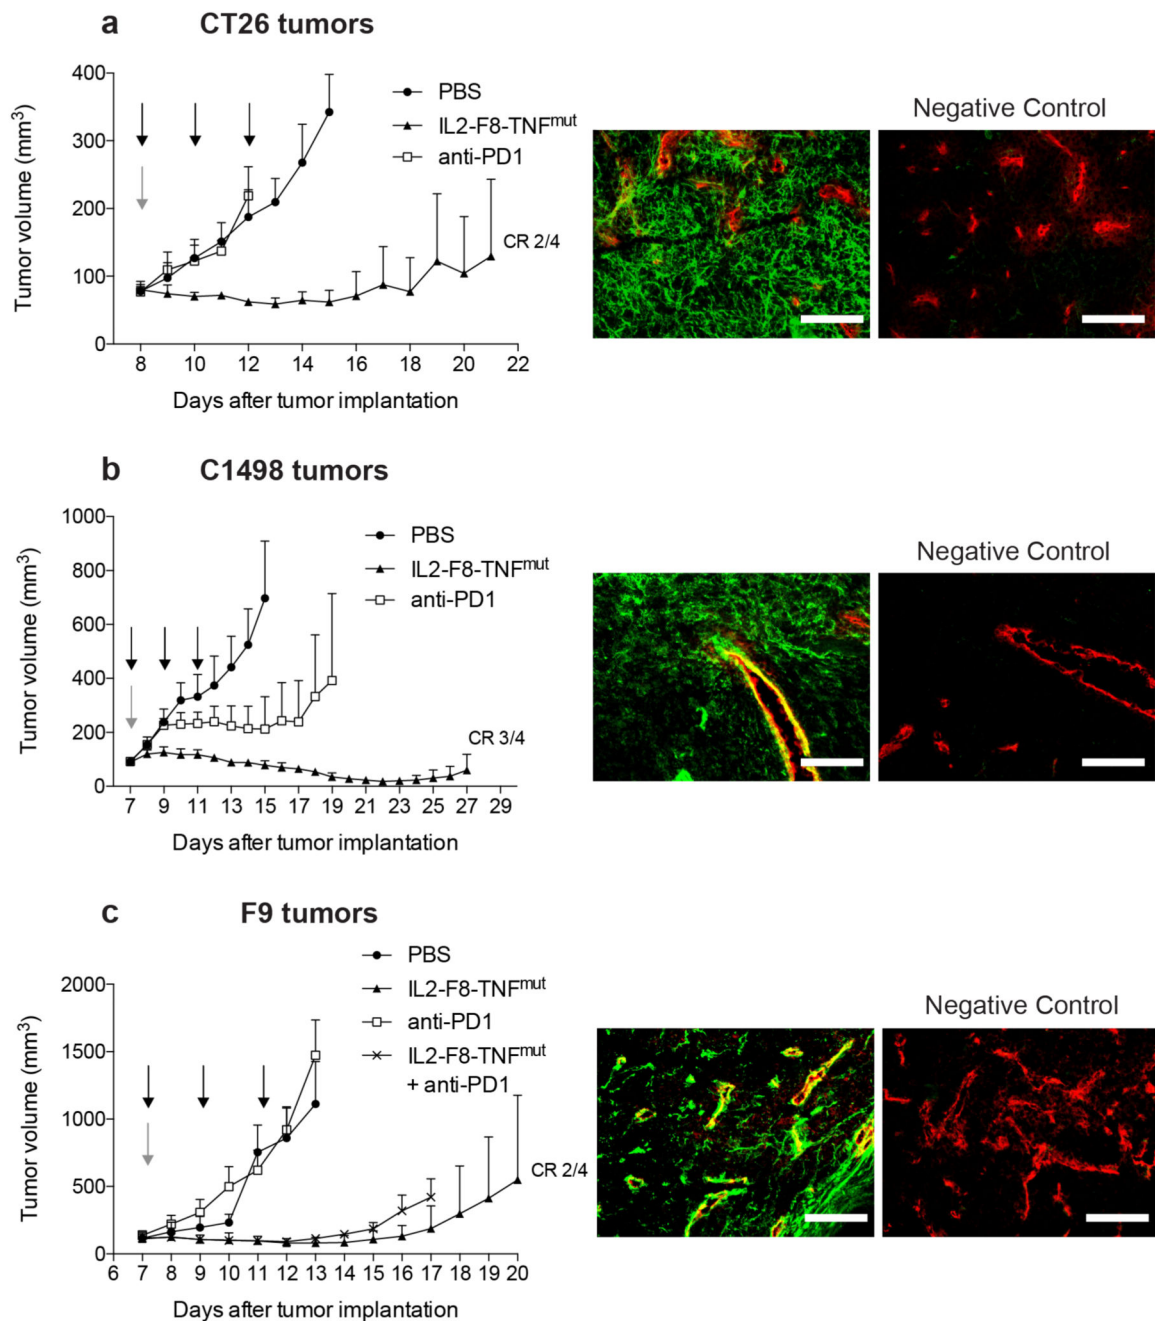 a CT26 tumors
400
300
200
100
0
Tumor volume (mm³)
PBS
IL2-F8-TNFᵐᵘᵗ
anti-PD1
CR 2/4
8 10 12 14 16 18 20 22
Days after tumor implantation
Negative Control
b C1498 tumors
1000
800
600
400
200
0
Tumor volume (mm³)
PBS
IL2-F8-TNFᵐᵘᵗ
anti-PD1
CR 3/4
7 9 11 13 15 17 19 21 23 25 27 29
Days after tumor implantation
Negative Control
c F9 tumors
2000
1500
1000
500
0
Tumor volume (mm³)
PBS
IL2-F8-TNFᵐᵘᵗ
anti-PD1
IL2-F8-TNFᵐᵘᵗ
+ anti-PD1
CR 2/4
6 7 8 9 10 11 12 13 14 15 16 17 18 19 20
Days after tumor implantation
Negative Control